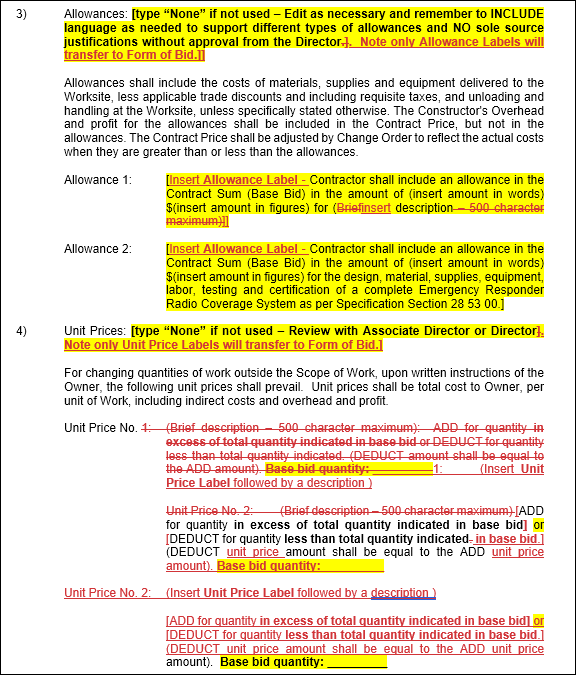 3) Allowances: [type “None” if not used – Edit as necessary and remember to INCLUDE
language as needed to support different types of allowances and NO sole source
justifications without approval from the Director.]. Note only Allowance Labels will
transfer to Form of Bid.]]
Allowances shall include the costs of materials, supplies and equipment delivered to the
Worksite, less applicable trade discounts and including requisite taxes, and unloading and
handling at the Worksite, unless specifically stated otherwise. The Constructor's Overhead
and profit for the allowances shall be included in the Contract Price, but not in the
allowances. The Contract Price shall be adjusted by Change Order to reflect the actual costs
when they are greater than or less than the allowances.
Allowance 1: [Insert Allowance Label - Contractor shall include an allowance in the
Contract Sum (Base Bid) in the amount of (insert amount in words)
$(insert amount in figures) for (Briefinsert description – 500 character
maximum)]]
Allowance 2: [Insert Allowance Label - Contractor shall include an allowance in the
Contract Sum (Base Bid) in the amount of (insert amount in words)
$(insert amount in figures) for the design, material, supplies, equipment,
labor, testing and certification of a complete Emergency Responder
Radio Coverage System as per Specification Section 28 53 00.]
4) Unit Prices: [type “None” if not used – Review with Associate Director or Director].
Note only Unit Price Labels will transfer to Form of Bid.]
For changing quantities of work outside the Scope of Work, upon written instructions of the
Owner, the following unit prices shall prevail. Unit prices shall be total cost to Owner, per
unit of Work, including indirect costs and overhead and profit.
Unit Price No. 1: (Brief description – 500 character maximum): ADD for quantity in
excess of total quantity indicated in base bid or DEDUCT for quantity
less than total quantity indicated. (DEDUCT amount shall be equal to
the ADD amount). Base bid quantity: __________1: (Insert Unit
Price Label followed by a description )
Unit Price No. 2: (Brief description – 500 character maximum) [ADD
for quantity in excess of total quantity indicated in base bid] or
[DEDUCT for quantity less than total quantity indicated. in base bid.]
(DEDUCT unit price amount shall be equal to the ADD unit price
amount). Base bid quantity: __________
Unit Price No. 2: (Insert Unit Price Label followed by a description )
[ADD for quantity in excess of total quantity indicated in base bid] or
[DEDUCT for quantity less than total quantity indicated in base bid.]
(DEDUCT unit price amount shall be equal to the ADD unit price
amount). Base bid quantity: _________